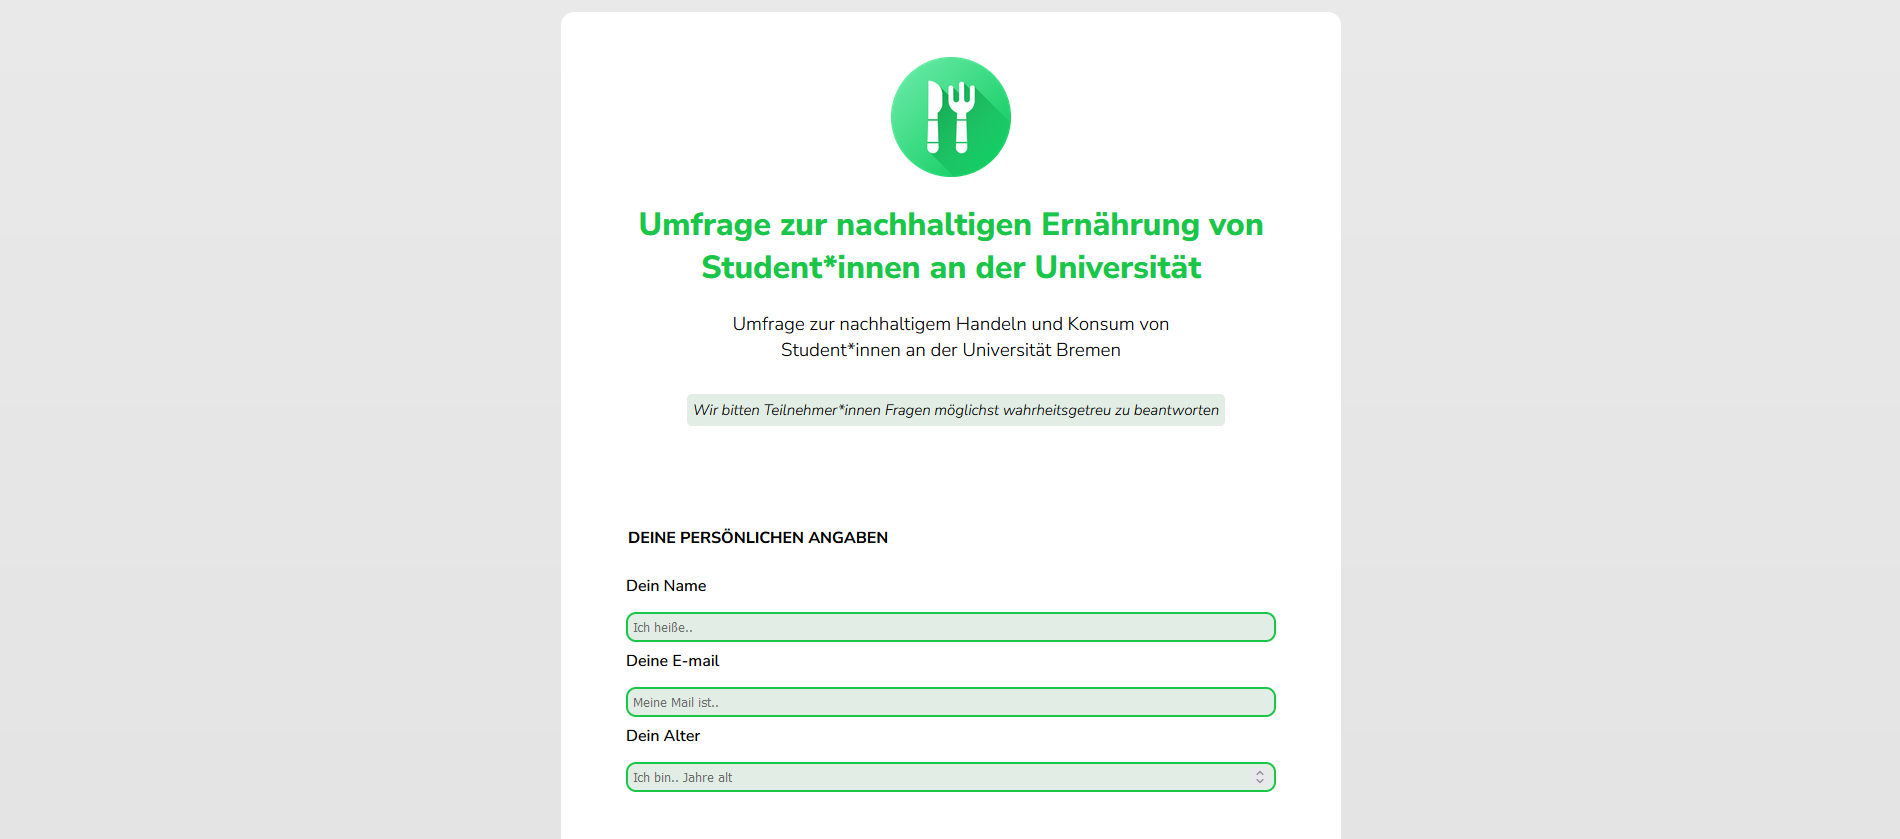 Umfrage zur nachhaltigen Ernährung von
Student*innen an der Universität
Umfrage zur nachhaltigem Handeln und Konsum von
Student*innen an der Universität Bremen
Wir bitten Teilnehmer*innen Fragen möglichst wahrheitsgetreu zu beantworten
DEINE PERSÖNLICHEN ANGABEN
Dein Name
Ich heiße..
Deine E-mail
Meine Mail ist..
Dein Alter
Ich bin.. Jahre alt